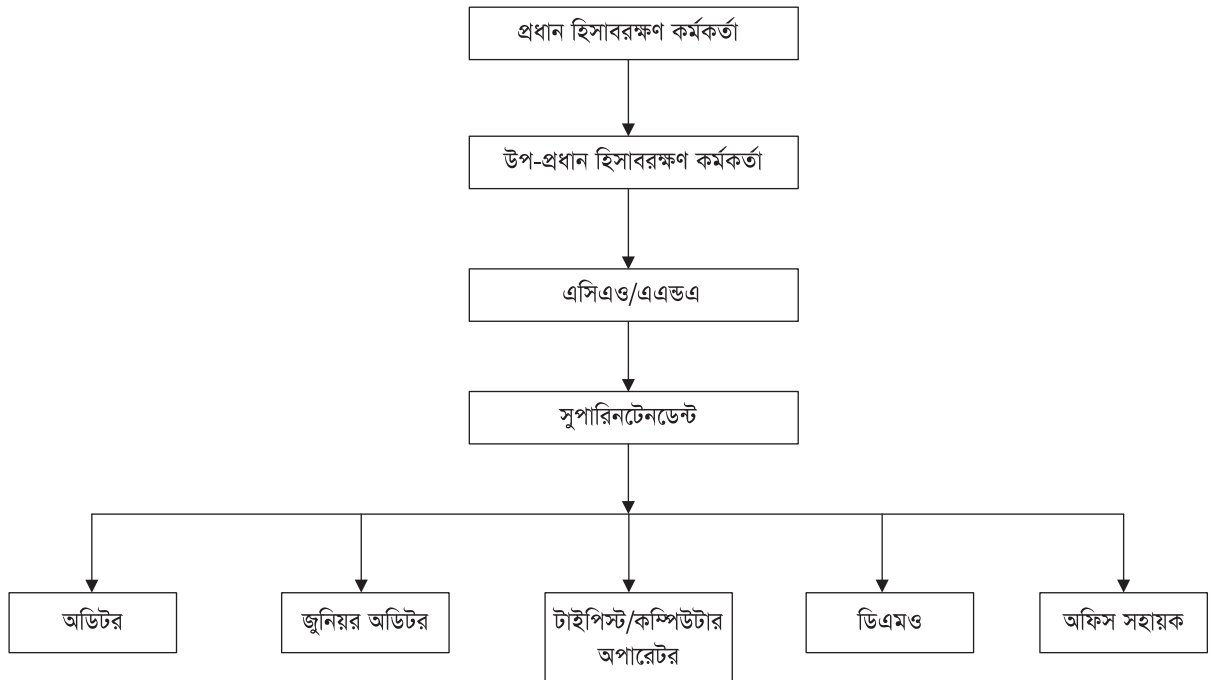 প্রধান হিসাবরক্ষণ কর্মকর্তা
উপ-প্রধান হিসাবরক্ষণ কর্মকর্তা
এসিএও/এএন্ডএ
সুপারিনটেনডেন্ট
অডিটর
জুনিয়র অডিটর
টাইপিস্ট/কম্পিউটার
অপারেটর
ডিএমও
অফিস সহায়ক